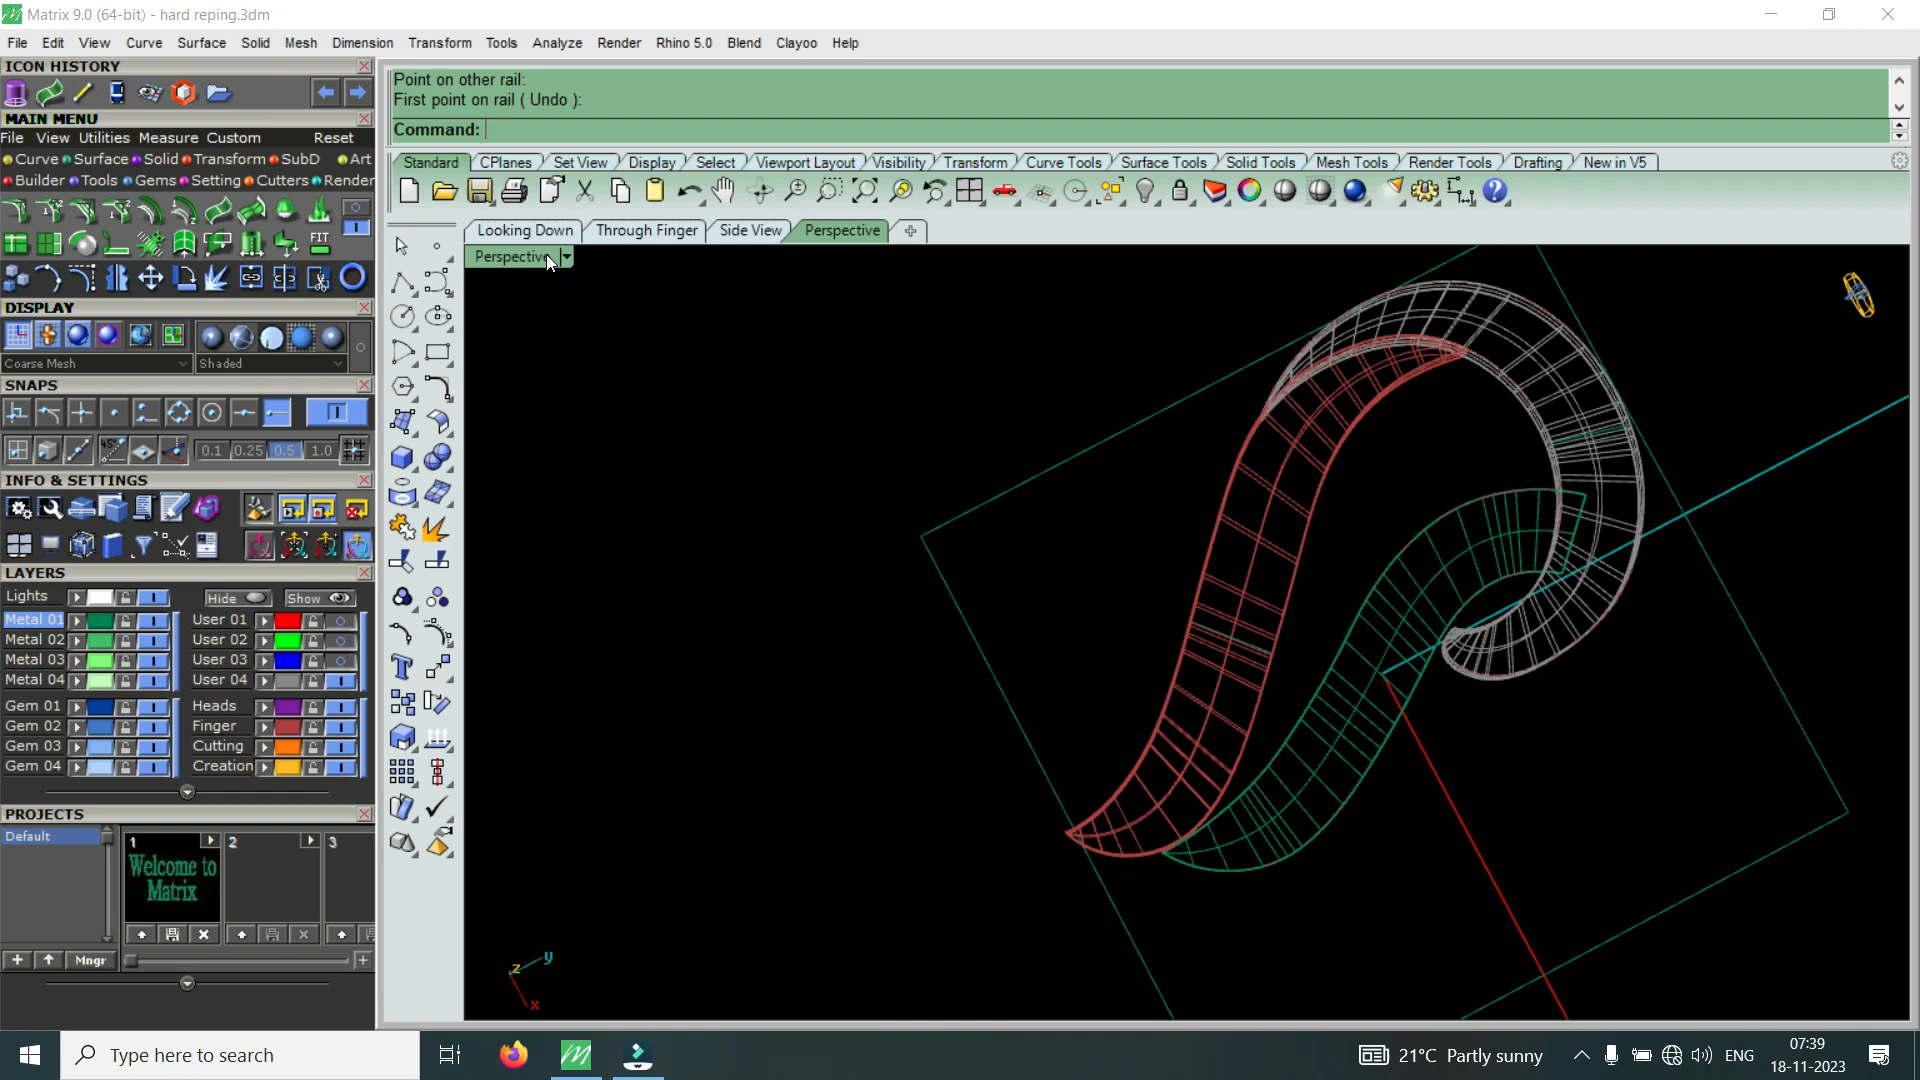 Matrix 9.0 (64-bit) - hard reping.3dm
File Edit View Curve Surface Solid Mesh Dimension Transform Tools Analyze Render Rhino 5.0 Blend Clayoo Help
ICON HISTORY
MAIN MENU
File View Utilities Measure Custom Reset
Curve Surface Solid Transform SubD Art
Builder Tools Gems Setting Cutters Render
FIT
DISPLAY
Coarse Mesh Shaded
SNAPS
0.1 0.25 0.5 1.0
INFO & SETTINGS
LAYERS
Lights Hide Show
Metal 01 User 01
Metal 02 User 02
Metal 03 User 03
Metal 04 User 04
Gem 01 Heads
Gem 02 Finger
Gem 03 Cutting
Gem 04 Creation
PROJECTS
Default
1 2 3
Welcome to
Matrix
Mngr
Point on other rail:
First point on rail ( Undo ):
Command:
Standard CPlanes Set View Display Select Viewport Layout Visibility Transform Curve Tools Surface Tools Solid Tools Mesh Tools Render Tools Drafting New in V5
Looking Down Through Finger Side View Perspective
Perspective
z y
x
Type here to search
21°C Partly sunny
ENG
07:39
18-11-2023